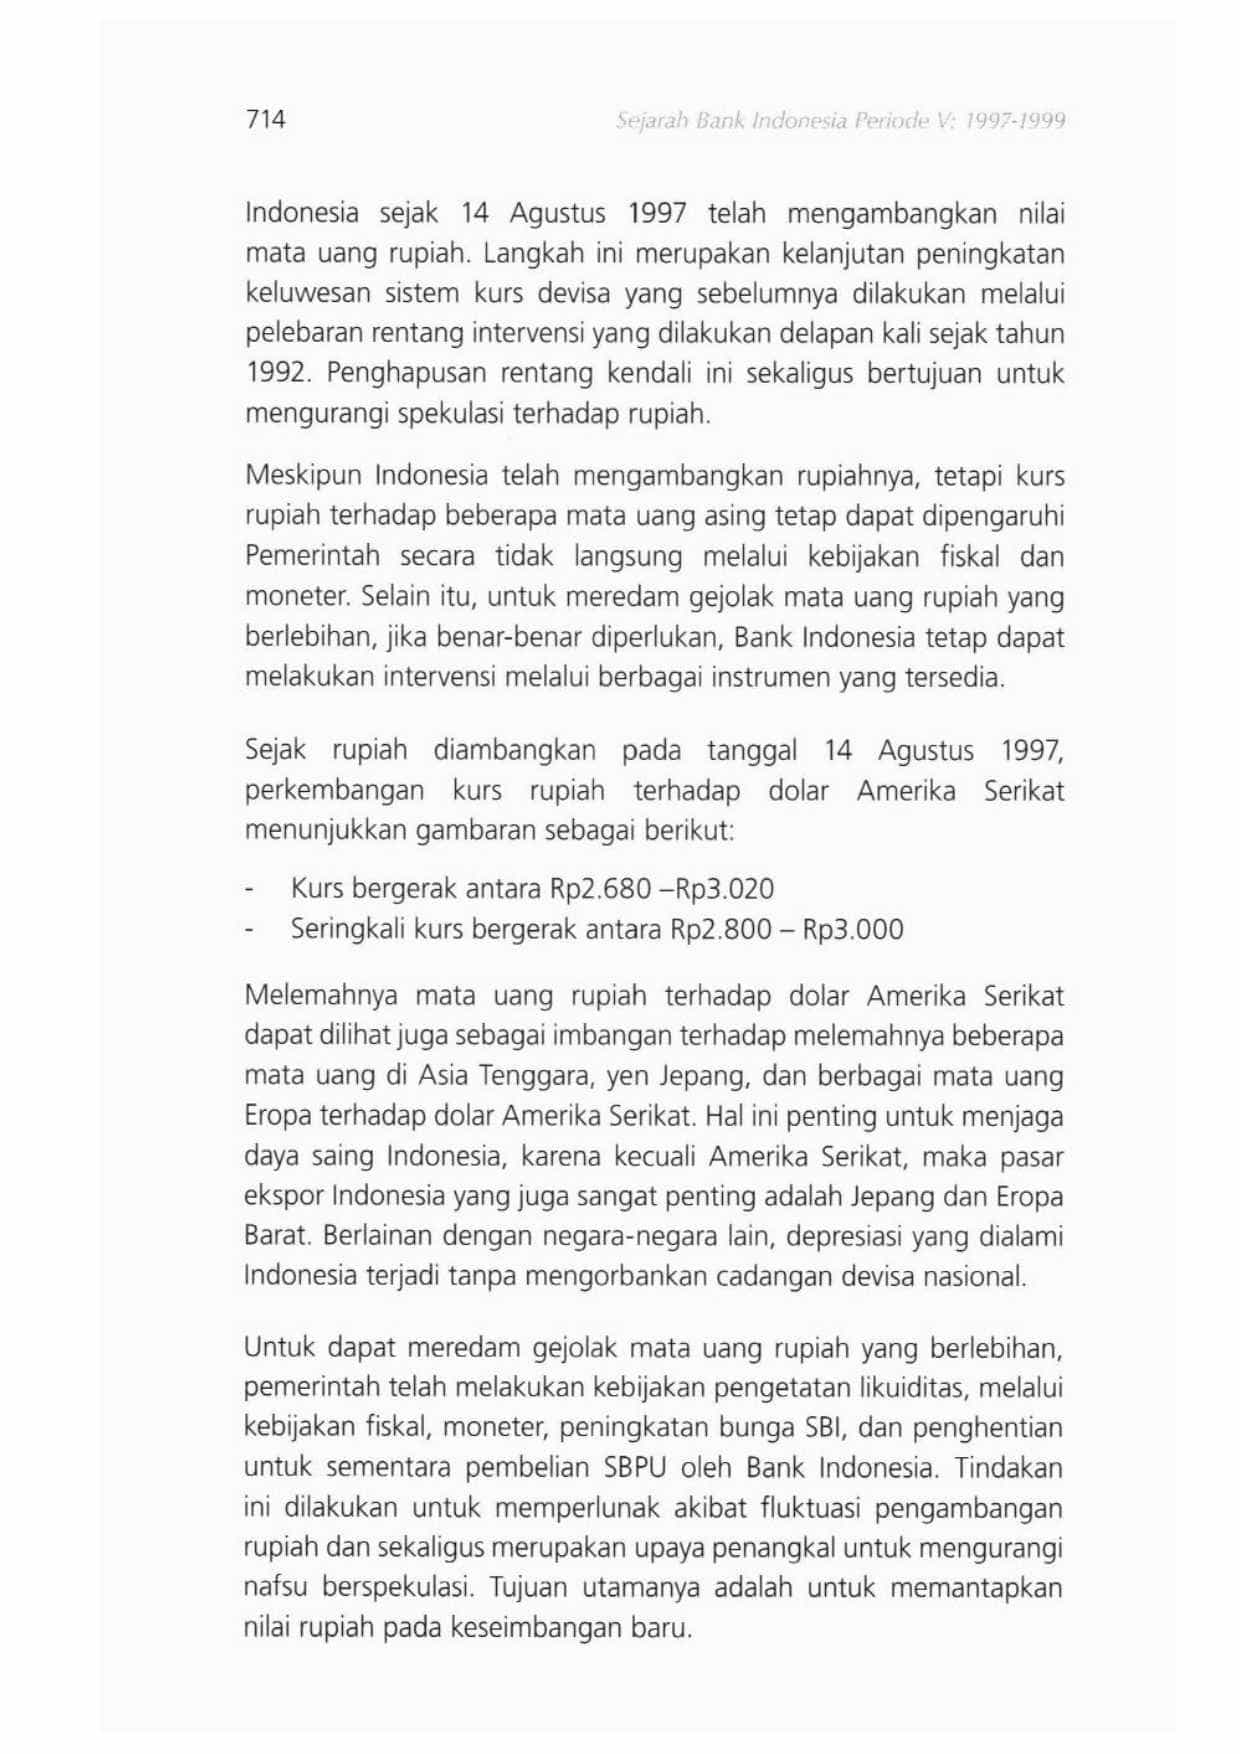 714
Sejarah Bank Indonesia Periode V: 1997-1999
Indonesia sejak 14 Agustus 1997 telah mengambangkan nilai
mata uang rupiah. Langkah ini merupakan kelanjutan peningkatan
keluwesan sistem kurs devisa yang sebelumnya dilakukan melalui
pelebaran rentang intervensi yang dilakukan delapan kali sejak tahun
1992. Penghapusan rentang kendali ini sekaligus bertujuan untuk
mengurangi spekulasi terhadap rupiah.
Meskipun Indonesia telah mengambangkan rupiahnya, tetapi kurs
rupiah terhadap beberapa mata uang asing tetap dapat dipengaruhi
Pemerintah secara tidak langsung melalui kebijakan fiskal dan
moneter. Selain itu, untuk meredam gejolak mata uang rupiah yang
berlebihan, jika benar-benar diperlukan, Bank Indonesia tetap dapat
melakukan intervensi melalui berbagai instrumen yang tersedia.
Sejak rupiah diambangkan pada tanggal 14 Agustus 1997,
perkembangan kurs rupiah terhadap dolar Amerika Serikat
menunjukkan gambaran sebagai berikut:
- Kurs bergerak antara Rp2.680 –Rp3.020
- Seringkali kurs bergerak antara Rp2.800 – Rp3.000
Melemahnya mata uang rupiah terhadap dolar Amerika Serikat
dapat dilihat juga sebagai imbangan terhadap melemahnya beberapa
mata uang di Asia Tenggara, yen Jepang, dan berbagai mata uang
Eropa terhadap dolar Amerika Serikat. Hal ini penting untuk menjaga
daya saing Indonesia, karena kecuali Amerika Serikat, maka pasar
ekspor Indonesia yang juga sangat penting adalah Jepang dan Eropa
Barat. Berlainan dengan negara-negara lain, depresiasi yang dialami
Indonesia terjadi tanpa mengorbankan cadangan devisa nasional.
Untuk dapat meredam gejolak mata uang rupiah yang berlebihan,
pemerintah telah melakukan kebijakan pengetatan likuiditas, melalui
kebijakan fiskal, moneter, peningkatan bunga SBI, dan penghentian
untuk sementara pembelian SBPU oleh Bank Indonesia. Tindakan
ini dilakukan untuk memperlunak akibat fluktuasi pengambangan
rupiah dan sekaligus merupakan upaya penangkal untuk mengurangi
nafsu berspekulasi. Tujuan utamanya adalah untuk memantapkan
nilai rupiah pada keseimbangan baru.